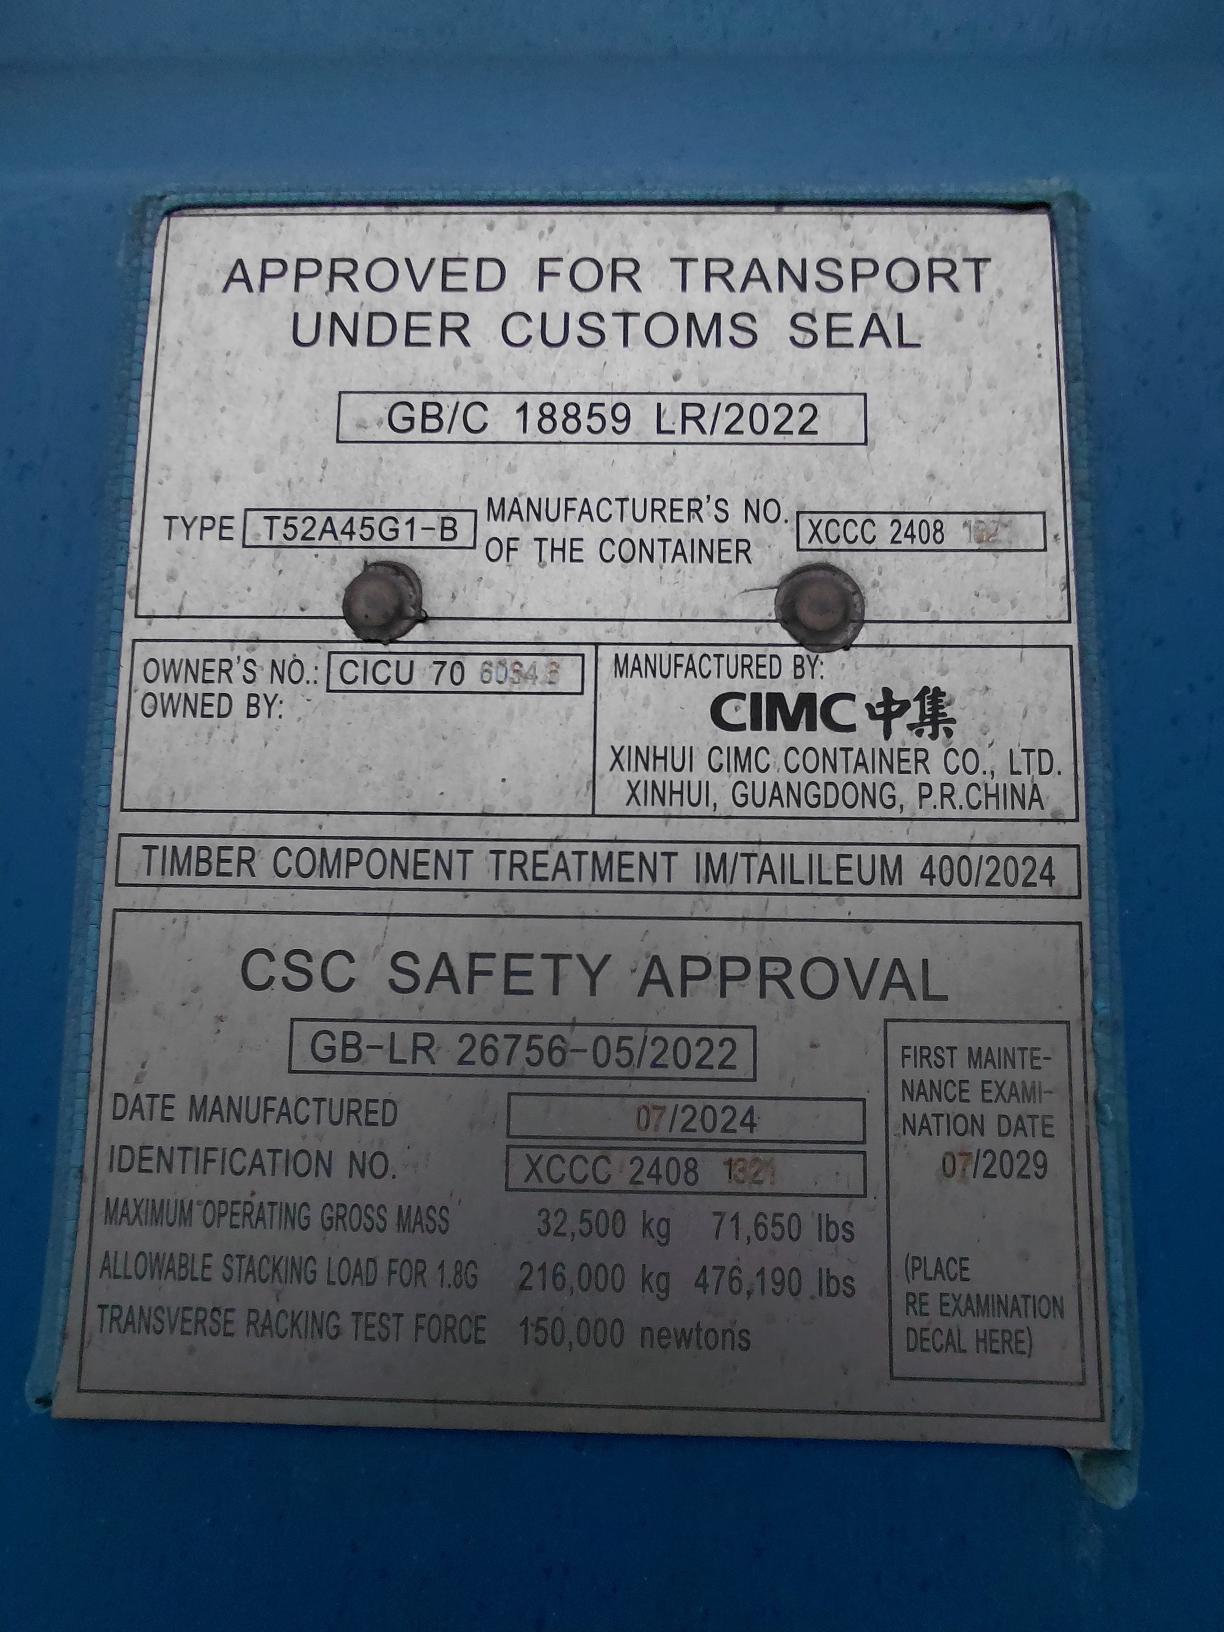 APPROVED FOR TRANSPORT
UNDER CUSTOMS SEAL
GB/C 18859 LR/2022
TYPE T52A45G1-B
MANUFACTURER'S NO.
OF THE CONTAINER
XCCC 2408 1321
OWNER'S NO.: CICU 70
OWNED BY:
MANUFACTURED BY:
CIMC 中集
XINHUI CIMC CONTAINER CO., LTD.
XINHUI, GUANGDONG, P.R.CHINA
TIMBER COMPONENT TREATMENT IM/TAILILEUM 400/2024
CSC SAFETY APPROVAL
GB-LR 26756-05/2022
DATE MANUFACTURED 07/2024
IDENTIFICATION NO. XCCC 2408 1321
MAXIMUM OPERATING GROSS MASS 32,500 kg 71,650 lbs
ALLOWABLE STACKING LOAD FOR 1.8G 216,000 kg 476,190 lbs
TRANSVERSE RACKING TEST FORCE 150,000 newtons
FIRST MAINTE-
NANCE EXAMI-
NATION DATE
07/2029
(PLACE
RE EXAMINATION
DECAL HERE)